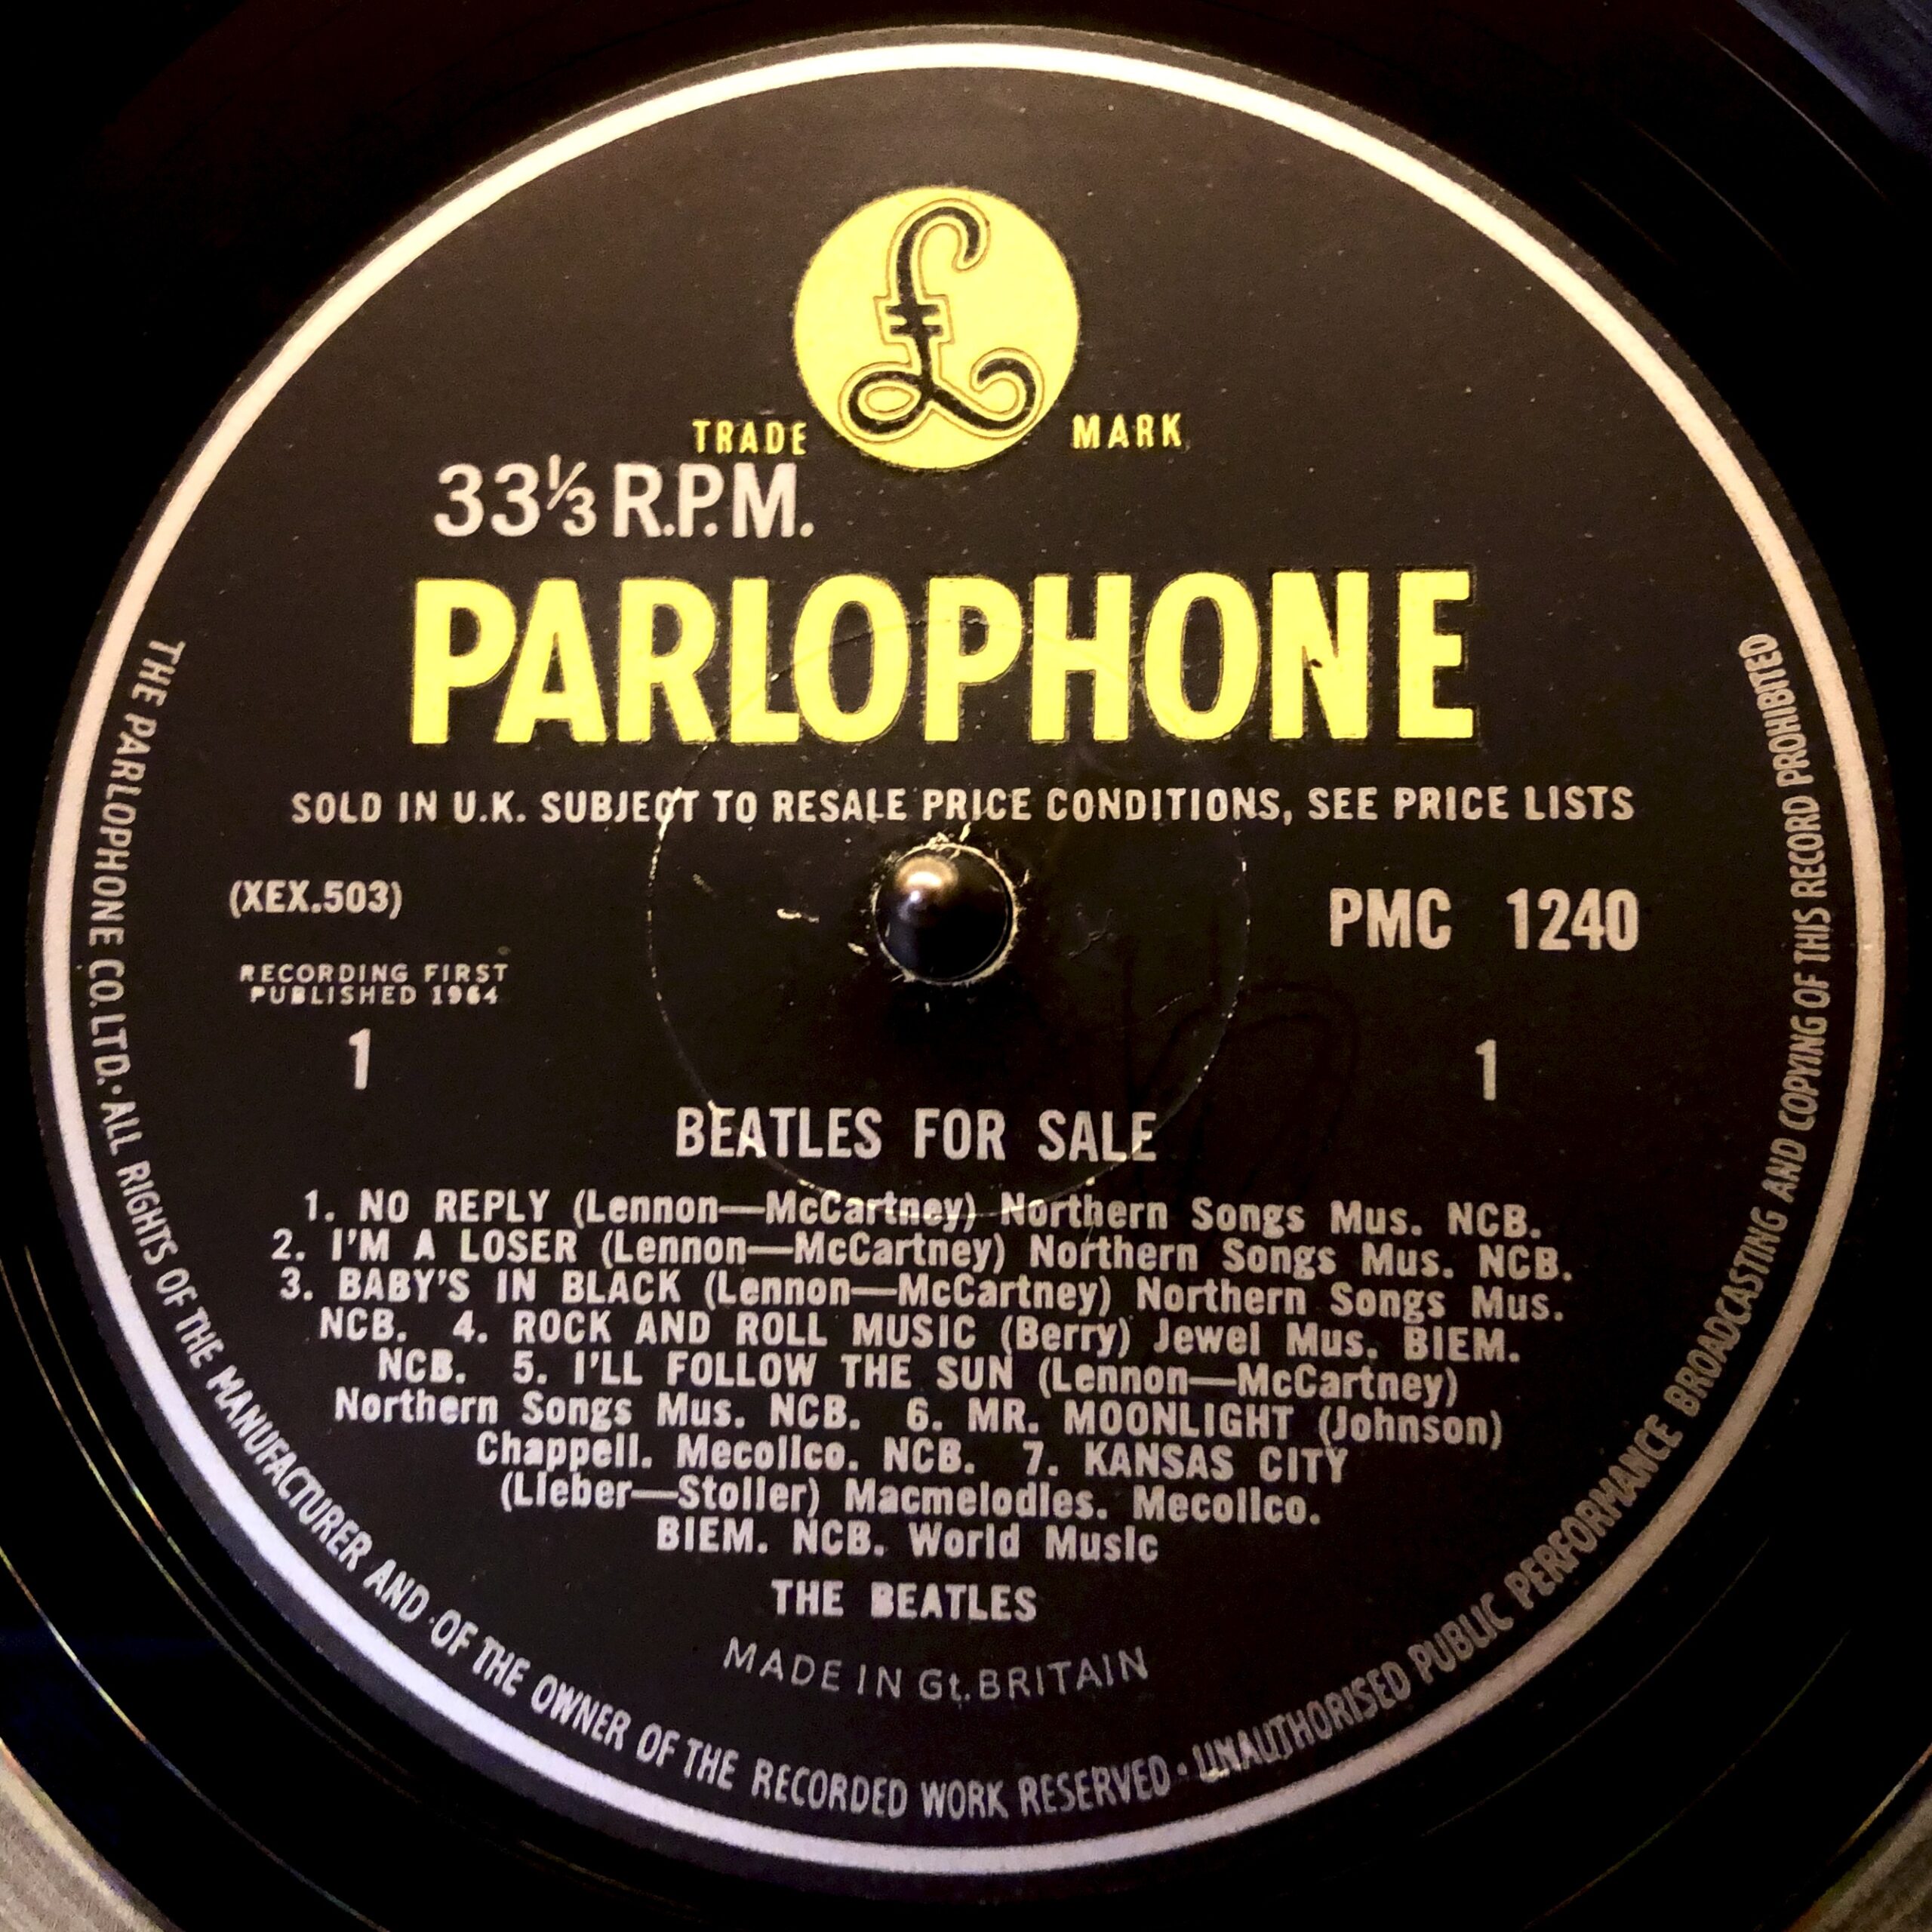 £
TRADE MARK
33⅓ R.P.M.
PARLOPHONE
SOLD IN U.K. SUBJECT TO RESALE PRICE CONDITIONS, SEE PRICE LISTS
(XEX.503)
PMC 1240
RECORDING FIRST
PUBLISHED 1964
1
1
BEATLES FOR SALE
1. NO REPLY (Lennon—McCartney) Northern Songs Mus. NCB.
2. I'M A LOSER (Lennon—McCartney) Northern Songs Mus. NCB.
3. BABY'S IN BLACK (Lennon—McCartney) Northern Songs Mus.
NCB. 4. ROCK AND ROLL MUSIC (Berry) Jewel Mus. BIEM.
NCB. 5. I'LL FOLLOW THE SUN (Lennon—McCartney)
Northern Songs Mus. NCB. 6. MR. MOONLIGHT (Johnson)
Chappell. Mecolico. NCB. 7. KANSAS CITY
(Lieber—Stoller) Macmelodies. Mecolico.
BIEM. NCB. World Music
THE BEATLES
MADE IN Gt. BRITAIN
THE PARLOPHONE CO. LTD. · ALL RIGHTS OF THE MANUFACTURER AND OF THE OWNER OF THE RECORDED WORK RESERVED · UNAUTHORISED PUBLIC PERFORMANCE BROADCASTING AND COPYING OF THIS RECORD PROHIBITED